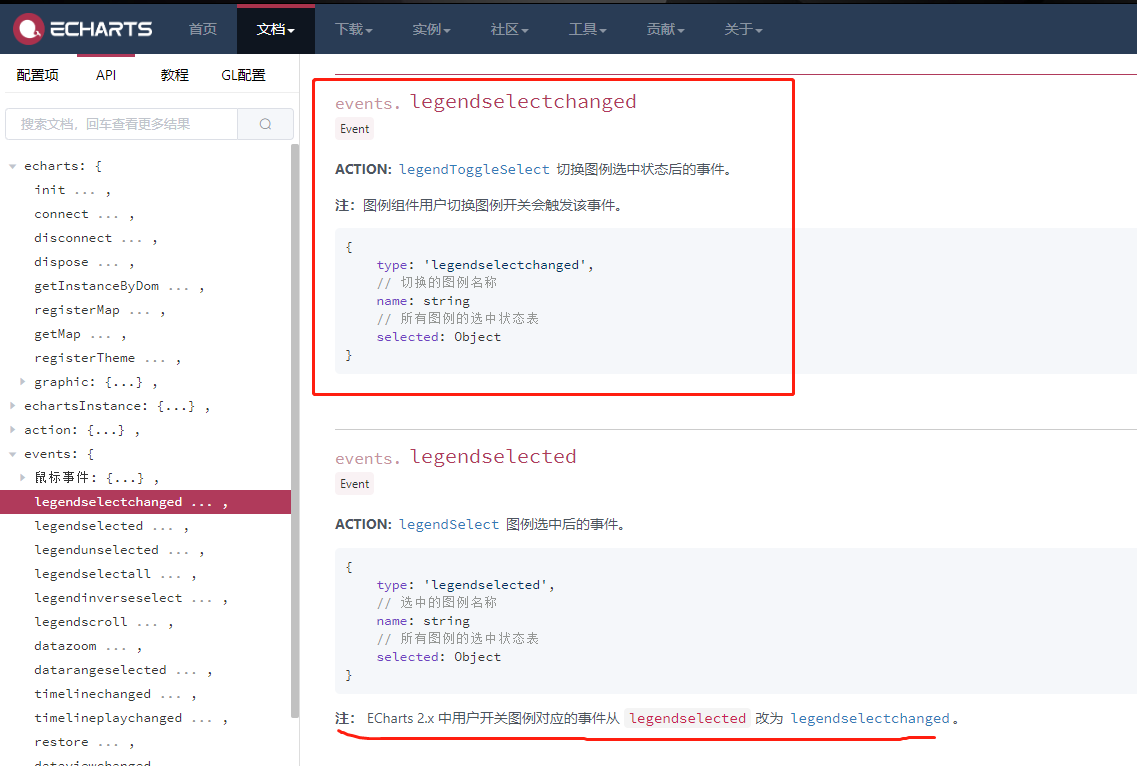 ECHARTS 首页 文档 下载 实例 社区 工具 贡献 关于
配置项 API 教程 GL配置
搜索文档，回车查看更多结果
echarts: {
init ... ,
connect ... ,
disconnect ... ,
dispose ... ,
getInstanceByDom ... ,
registerMap ... ,
getMap ... ,
registerTheme ... ,
graphic: {...} ,
echartsInstance: {...} ,
action: {...} ,
events: {
鼠标事件: {...} ,
legendselectchanged ... ,
legendselected ... ,
legendunselected ... ,
legendselectall ... ,
legendinverseselect ... ,
legendscroll ... ,
datazoom ... ,
datarangeselected ... ,
timelinechanged ... ,
timelineplaychanged ... ,
restore ... ,
dataviewchanged
events. legendselectchanged
Event
ACTION: legendToggleSelect 切换图例选中状态后的事件。
注：图例组件用户切换图例开关会触发该事件。
{
type: 'legendselectchanged',
// 切换的图例名称
name: string
// 所有图例的选中状态表
selected: Object
}
events. legendselected
Event
ACTION: legendSelect 图例选中后的事件。
{
type: 'legendselected',
// 选中的图例名称
name: string
// 所有图例的选中状态表
selected: Object
}
注： ECharts 2.x 中用户开关图例对应的事件从 legendselected 改为 legendselectchanged。